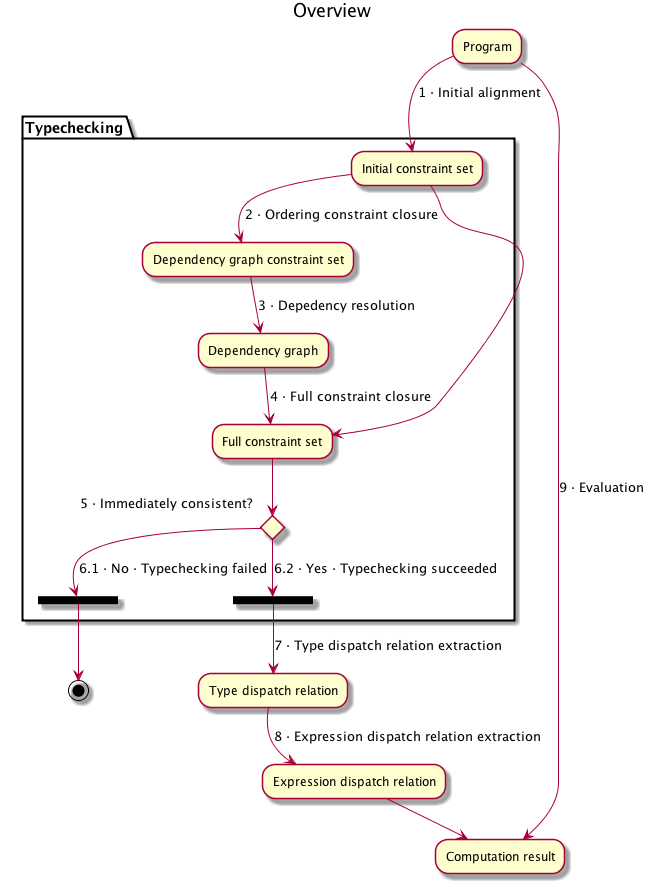 Overview
Program
1 · Initial alignment
Typechecking
Initial constraint set
2 · Ordering constraint closure
Dependency graph constraint set
3 · Depedency resolution
Dependency graph
4 · Full constraint closure
Full constraint set
9 · Evaluation
5 · Immediately consistent?
6.1 · No · Typechecking failed
6.2 · Yes · Typechecking succeeded
7 · Type dispatch relation extraction
Type dispatch relation
8 · Expression dispatch relation extraction
Expression dispatch relation
Computation result